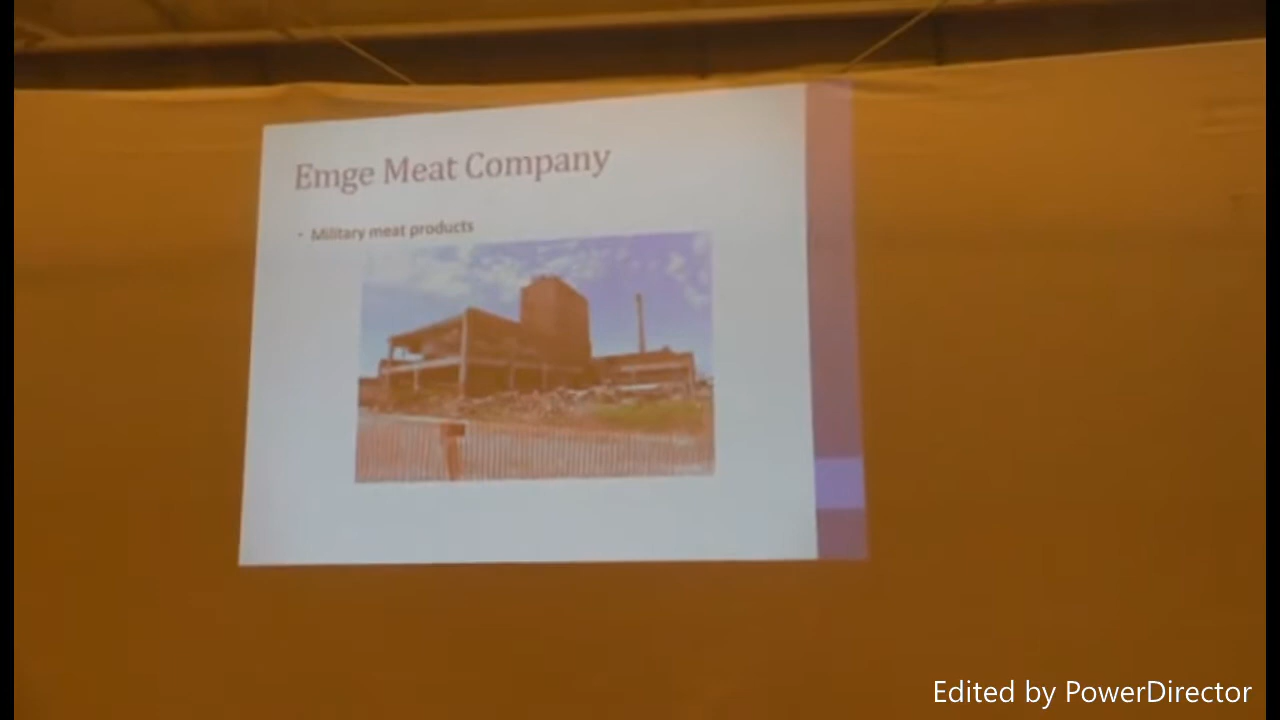 Emge Meat Company
• Military meat products
Edited by PowerDirector